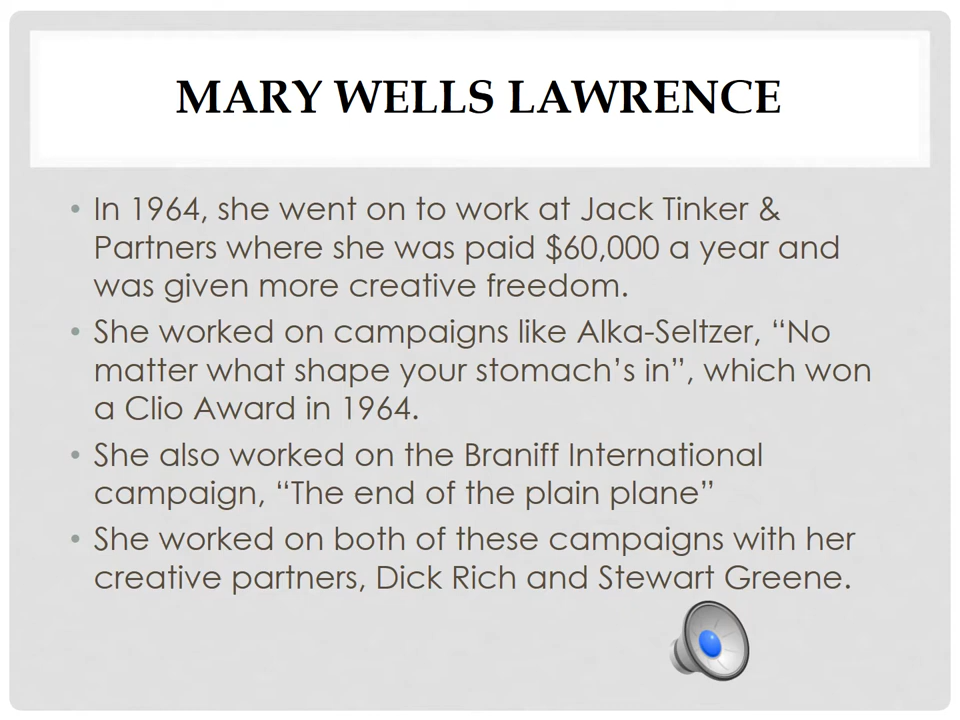 MARY WELLS LAWRENCE
• In 1964, she went on to work at Jack Tinker &
Partners where she was paid $60,000 a year and
was given more creative freedom.
• She worked on campaigns like Alka-Seltzer, “No
matter what shape your stomach’s in”, which won
a Clio Award in 1964.
• She also worked on the Braniff International
campaign, “The end of the plain plane”
• She worked on both of these campaigns with her
creative partners, Dick Rich and Stewart Greene.